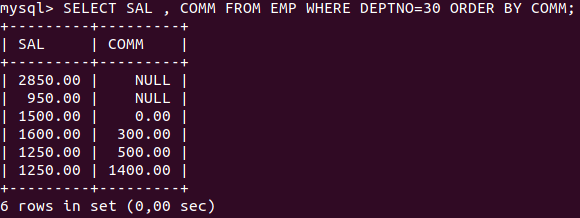 mysql> SELECT SAL , COMM FROM EMP WHERE DEPTNO=30 ORDER BY COMM;
+---------+---------+
| SAL     | COMM    |
+---------+---------+
| 2850.00 |    NULL |
|  950.00 |    NULL |
| 1500.00 |    0.00 |
| 1600.00 |  300.00 |
| 1250.00 |  500.00 |
| 1250.00 | 1400.00 |
+---------+---------+
6 rows in set (0,00 sec)